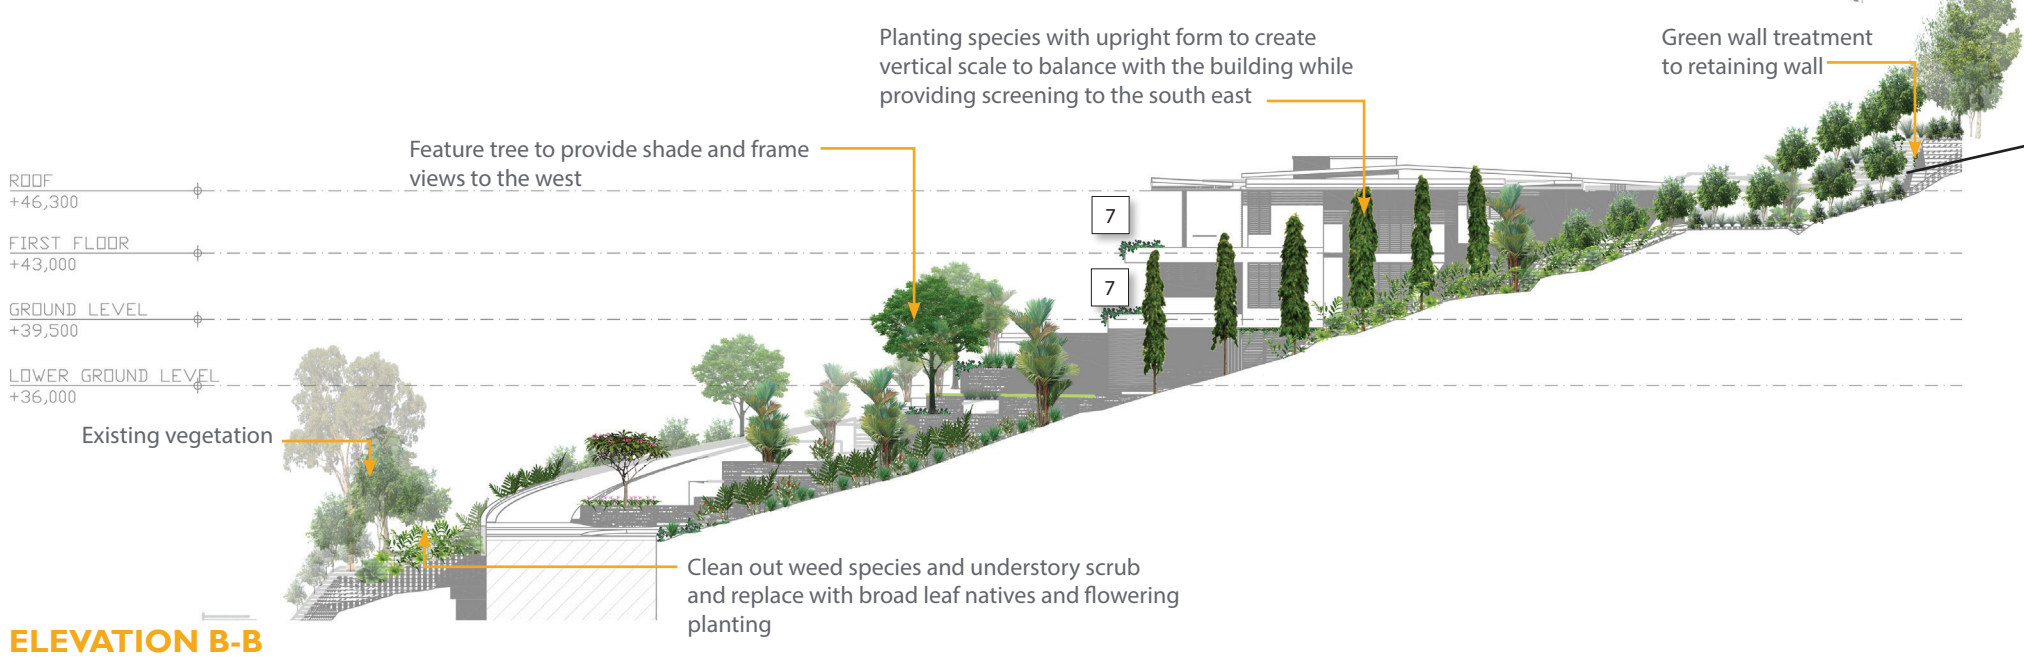 Planting species with upright form to create
vertical scale to balance with the building while
providing screening to the south east
Green wall treatment
to retaining wall
Feature tree to provide shade and frame
views to the west
ROOF
+46,300
7
FIRST FLOOR
+43,000
7
GROUND LEVEL
+39,500
LOWER GROUND LEVEL
+36,000
Existing vegetation
Clean out weed species and understory scrub
and replace with broad leaf natives and flowering
planting
ELEVATION B-B